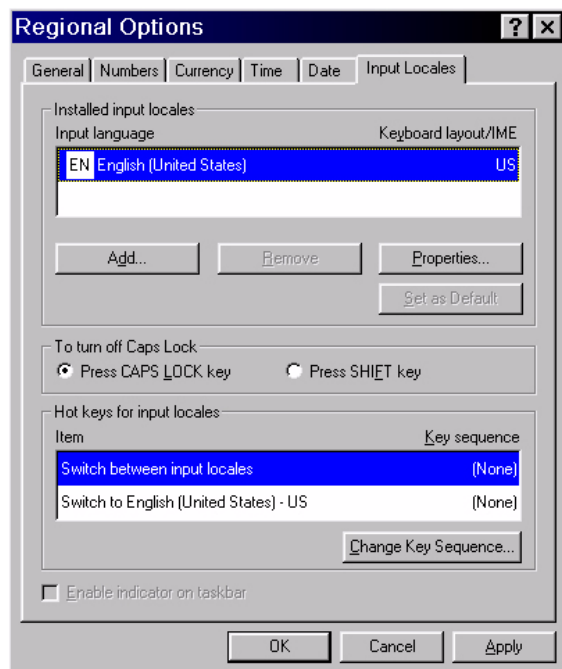 Regional Options
General Numbers Currency Time Date Input Locales
Installed input locales
Input language Keyboard layout/IME
EN English (United States) US
Add... Remove Properties...
Set as Default
To turn off Caps Lock
Press CAPS LOCK key Press SHIFT key
Hot keys for input locales
Item Key sequence
Switch between input locales (None)
Switch to English (United States) - US (None)
Change Key Sequence...
Enable indicator on taskbar
OK Cancel Apply